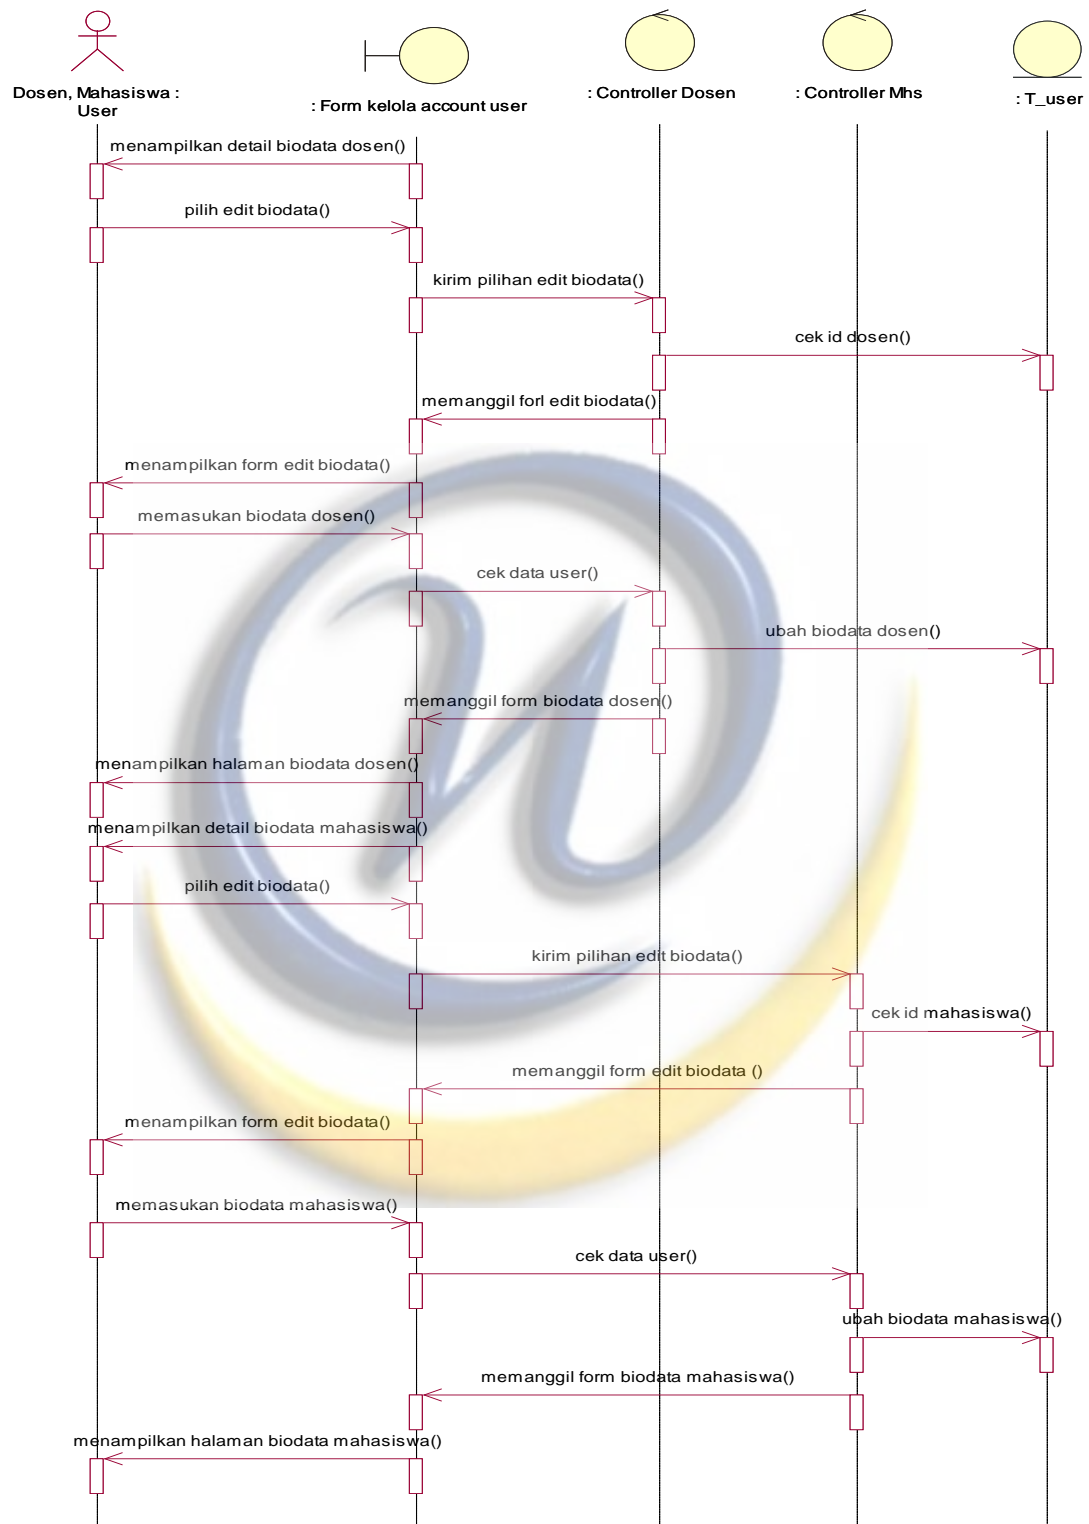 Dosen, Mahasiswa :
User
: Form kelola account user
: Controller Dosen
: Controller Mhs
: T_user
menampilkan detail biodata dosen()
pilih edit biodata()
kirim pilihan edit biodata()
cek id dosen()
memanggil forl edit biodata()
menampilkan form edit biodata()
memasukan biodata dosen()
cek data user()
ubah biodata dosen()
memanggil form biodata dosen()
menampilkan halaman biodata dosen()
menampilkan detail biodata mahasiswa()
pilih edit biodata()
kirim pilihan edit biodata()
cek id mahasiswa()
memanggil form edit biodata ()
menampilkan form edit biodata()
memasukan biodata mahasiswa()
cek data user()
ubah biodata mahasiswa()
memanggil form biodata mahasiswa()
menampilkan halaman biodata mahasiswa()